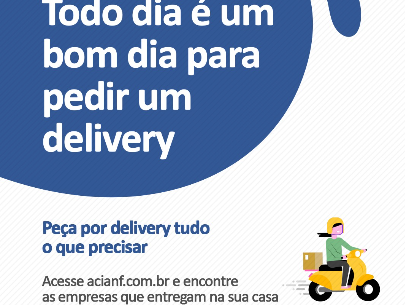 Todo dia é um
bom dia para
pedir um
delivery
Peça por delivery tudo
o que precisar
Acesse acianf.com.br e encontre
as empresas que entregam na sua casa